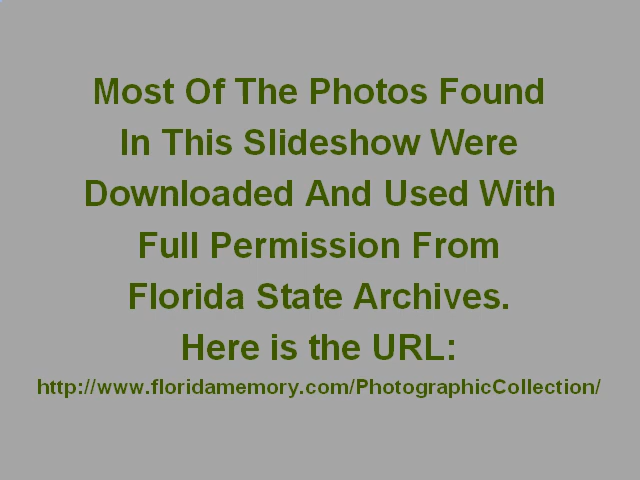 Most Of The Photos Found
In This Slideshow Were
Downloaded And Used With
Full Permission From
Florida State Archives.
Here is the URL:
http://www.floridamemory.com/PhotographicCollection/